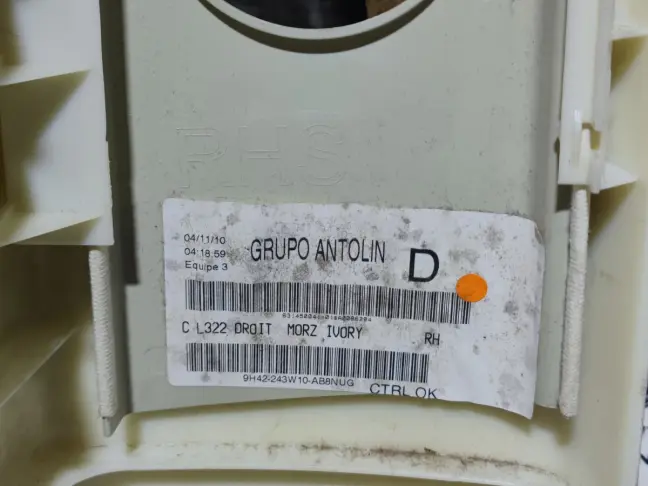 RHS
04/11/10
04:18:59
Equipe 3
GRUPO ANTOLIN
D
C L322 DROIT MORZ IVORY RH
9H42-243W10-AB8NUG
CTRL OK